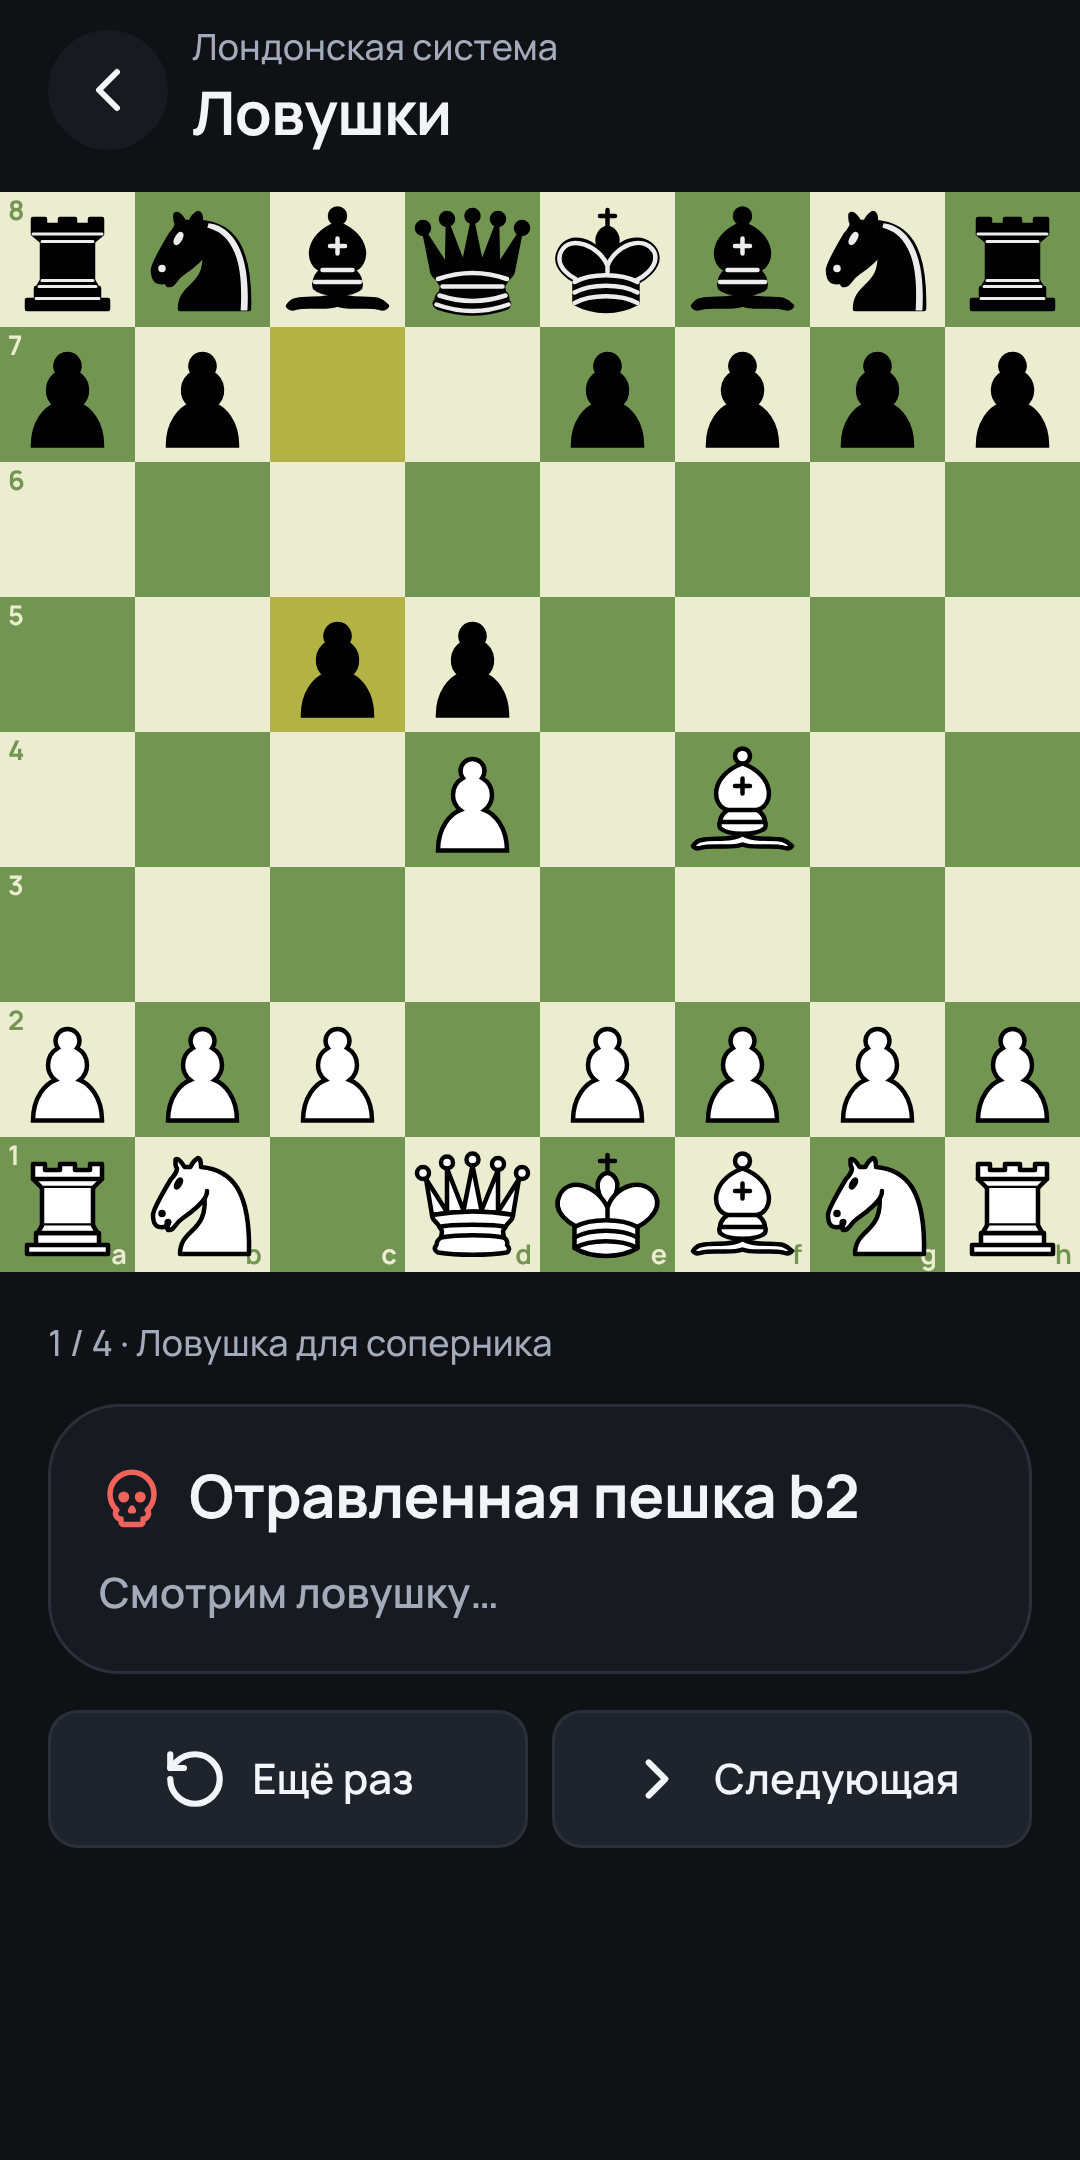 Лондонская система
Ловушки
8
7
6
5
4
3
2
1
a b c d e f g h
1 / 4 · Ловушка для соперника
Отравленная пешка b2
Смотрим ловушку...
Ещё раз
Следующая